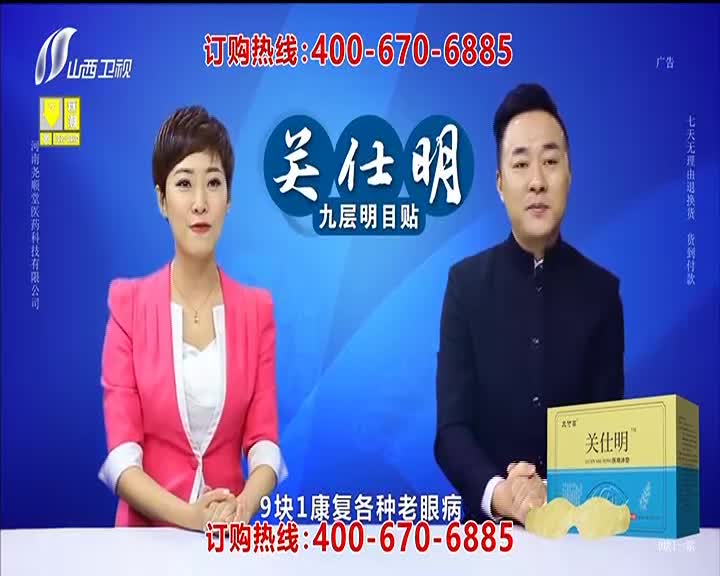 订购热线:400-670-6885
山西卫视
广告
河南尧顺堂医药科技有限公司
关仕明
九层明目贴
七天无理由退换货 货到付款
关仕明
9块1康复各种老眼病
订购热线:400-670-6885